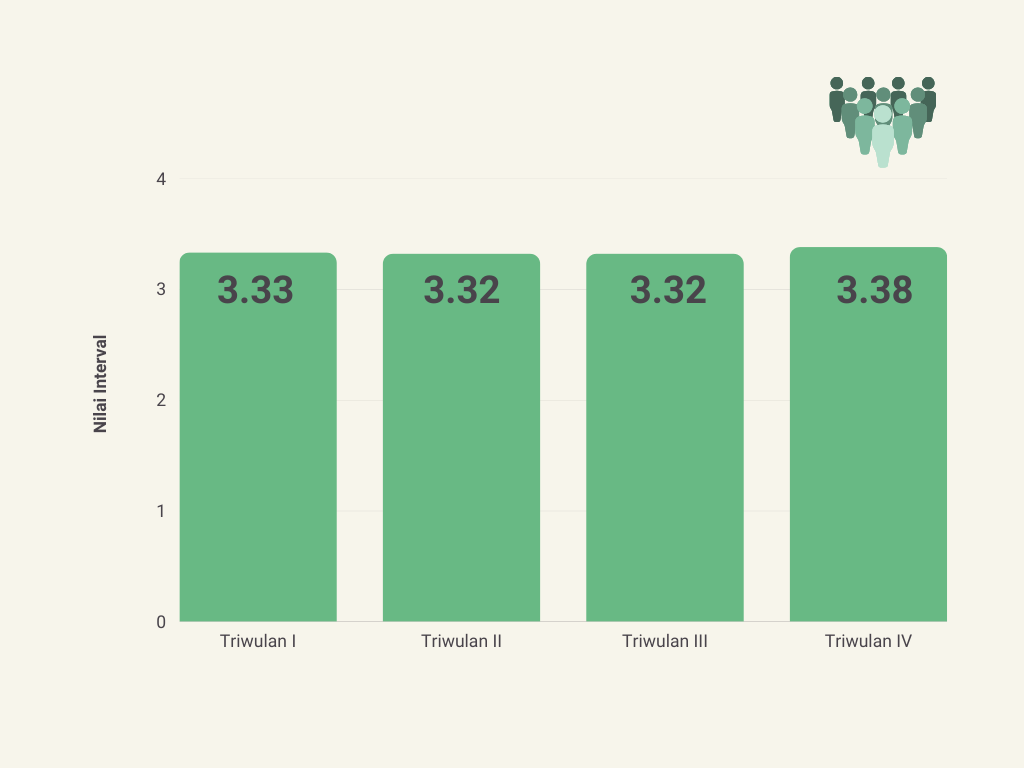 4
3
2
1
0
Nilai Interval
3.33
3.32
3.32
3.38
Triwulan I
Triwulan II
Triwulan III
Triwulan IV